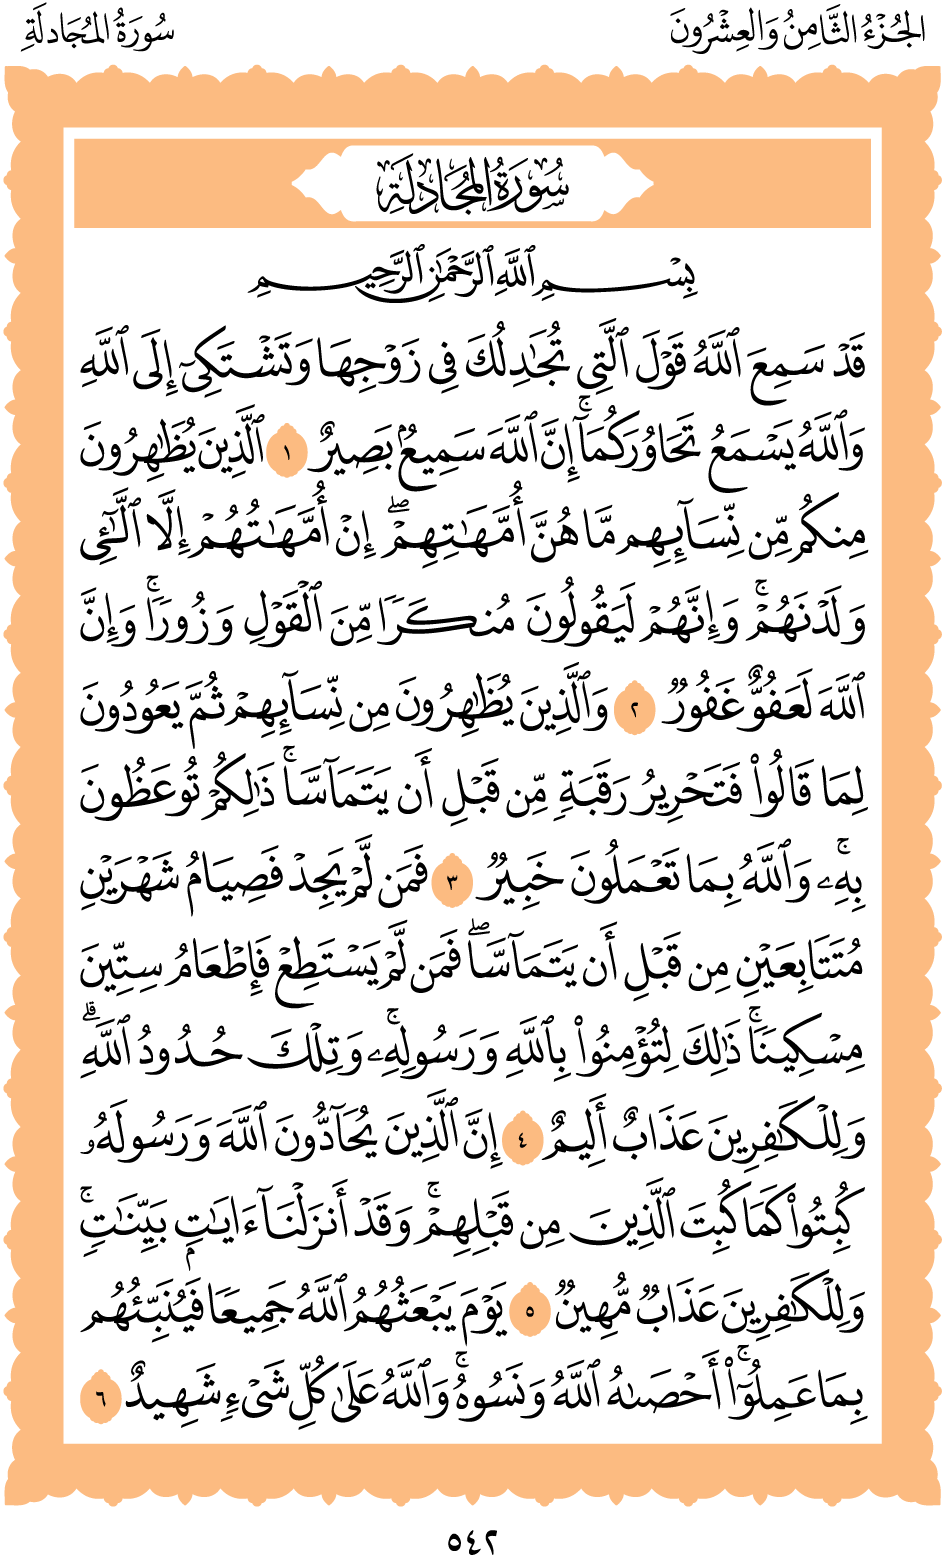 الجُزْءُ الثَّامِنُ وَالعِشْرُونَ
سُورَةُ المُجَادلَةِ
سُورَةُ المُجَادلَةِ
بِسْمِ ٱللَّهِ ٱلرَّحْمَٰنِ ٱلرَّحِيمِ
قَدْ سَمِعَ ٱللَّهُ قَوْلَ ٱلَّتِي تُجَٰدِلُكَ فِي زَوْجِهَا وَتَشْتَكِيٓ إِلَى ٱللَّهِ
وَٱللَّهُ يَسْمَعُ تَحَاوُرَكُمَآۚ إِنَّ ٱللَّهَ سَمِيعُۢ بَصِيرٌ ١ ٱلَّذِينَ يُظَٰهِرُونَ
مِنكُم مِّن نِّسَآئِهِم مَّا هُنَّ أُمَّهَٰتِهِمْۖ إِنْ أُمَّهَٰتُهُمْ إِلَّا ٱلَّٰٓـِٔي
وَلَدْنَهُمْۚ وَإِنَّهُمْ لَيَقُولُونَ مُنكَرٗا مِّنَ ٱلْقَوْلِ وَزُورٗاۚ وَإِنَّ
ٱللَّهَ لَعَفُوٌّ غَفُورٞ ٢ وَٱلَّذِينَ يُظَٰهِرُونَ مِن نِّسَآئِهِمْ ثُمَّ يَعُودُونَ
لِمَا قَالُوا۟ فَتَحْرِيرُ رَقَبَةٖ مِّن قَبْلِ أَن يَتَمَآسَّاۚ ذَٰلِكُمْ تُوعَظُونَ
بِهِۦۚ وَٱللَّهُ بِمَا تَعْمَلُونَ خَبِيرٞ ٣ فَمَن لَّمْ يَجِدْ فَصِيَامُ شَهْرَيْنِ
مُتَتَابِعَيْنِ مِن قَبْلِ أَن يَتَمَآسَّاۖ فَمَن لَّمْ يَسْتَطِعْ فَإِطْعَامُ سِتِّينَ
مِسْكِينٗاۚ ذَٰلِكَ لِتُؤْمِنُوا۟ بِٱللَّهِ وَرَسُولِهِۦۚ وَتِلْكَ حُدُودُ ٱللَّهِۗ
وَلِلْكَٰفِرِينَ عَذَابٌ أَلِيمٌ ٤ إِنَّ ٱلَّذِينَ يُحَآدُّونَ ٱللَّهَ وَرَسُولَهُۥ
كُبِتُوا۟ كَمَا كُبِتَ ٱلَّذِينَ مِن قَبْلِهِمْۚ وَقَدْ أَنزَلْنَآ ءَايَٰتِۭ بَيِّنَٰتٖۚ
وَلِلْكَٰفِرِينَ عَذَابٞ مُّهِينٞ ٥ يَوْمَ يَبْعَثُهُمُ ٱللَّهُ جَمِيعٗا فَيُنَبِّئُهُم
بِمَا عَمِلُوٓا۟ۚ أَحْصَىٰهُ ٱللَّهُ وَنَسُوهُۚ وَٱللَّهُ عَلَىٰ كُلِّ شَيْءٖ شَهِيدٌ ٦
٥٤٢